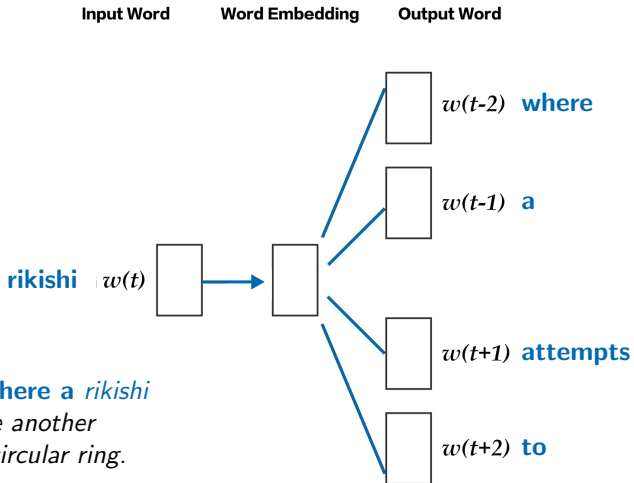 Input Word Word Embedding Output Word
w(t-2) where
w(t-1) a
rikishi w(t)
w(t+1) attempts
here a rikishi
another
w(t+2) to
ircular ring.